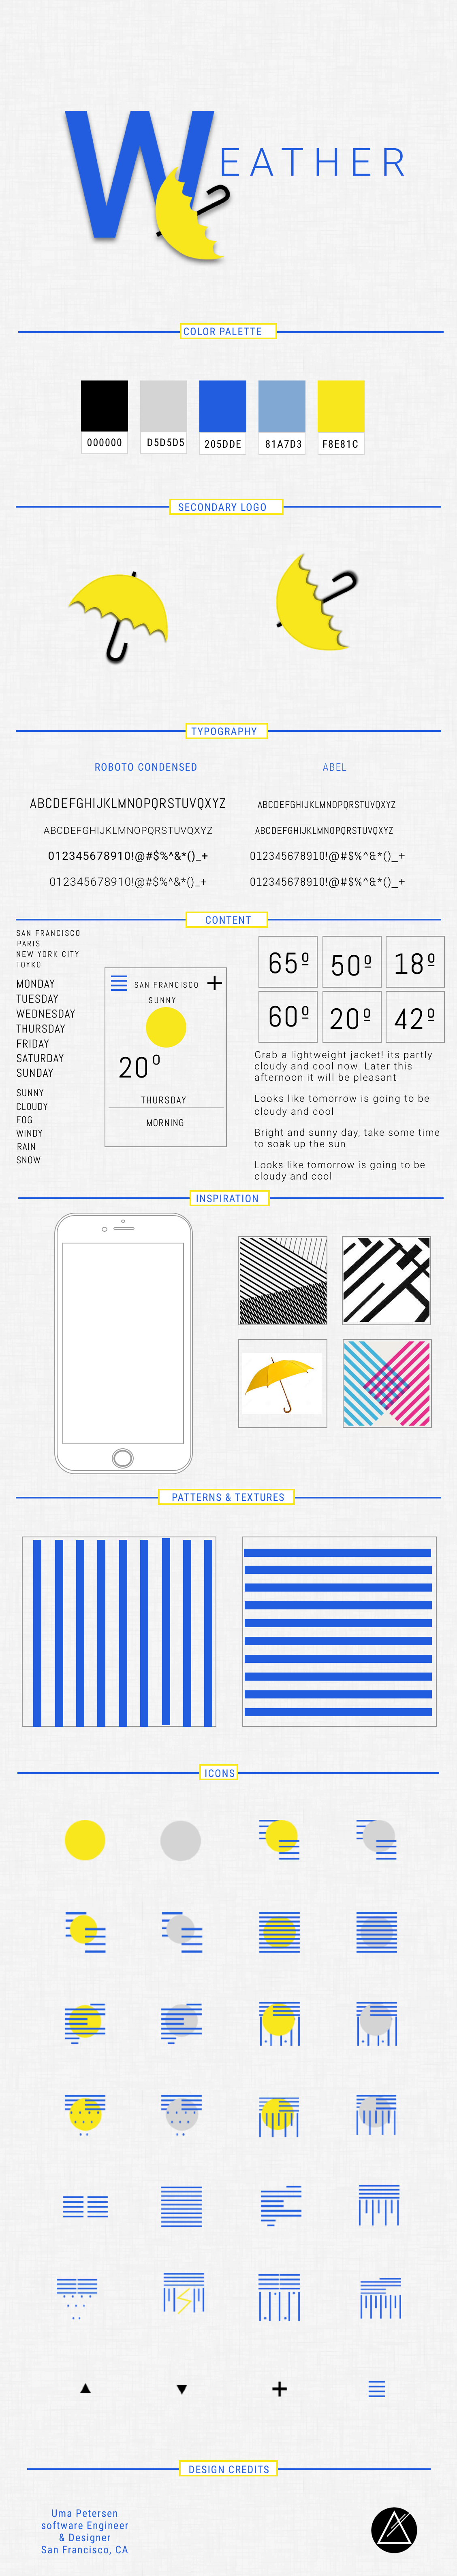 WEATHER
COLOR PALETTE
000000 D5D5D5 205DDE 81A7D3 F8E81C
SECONDARY LOGO
TYPOGRAPHY
ROBOTO CONDENSED
ABCDEFGHIJKLMNOPQRSTUVQXYZ
ABCDEFGHIJKLMNOPQRSTUVXYZ
012345678910!@#$%^&*()_+
012345678910!@#$%^&*()_+
ABEL
ABCDEFGHIJKLMNOPQRSTUVXYZ
ABCDEFGHIJKLMNOPQRSTUVXYZ
012345678910!@#$%^&*()_+
012345678910!@#$%^&*()_+
CONTENT
SAN FRANCISCO
PARIS
NEW YORK CITY
TOYKO
MONDAY
TUESDAY
WEDNESDAY
THURSDAY
FRIDAY
SATURDAY
SUNDAY
SUNNY
CLOUDY
FOG
WINDY
RAIN
SNOW
SAN FRANCISCO +
SUNNY
20º
THURSDAY
MORNING
65º 50º 18º
60º 20º 42º
Grab a lightweight jacket! its partly
cloudy and cool now. Later this
afternoon it will be pleasant
Looks like tomorrow is going to be
cloudy and cool
Bright and sunny day, take some time
to soak up the sun
Looks like tomorrow is going to be
cloudy and cool
INSPIRATION
PATTERNS & TEXTURES
ICONS
DESIGN CREDITS
Uma Petersen
software Engineer
& Designer
San Francisco, CA